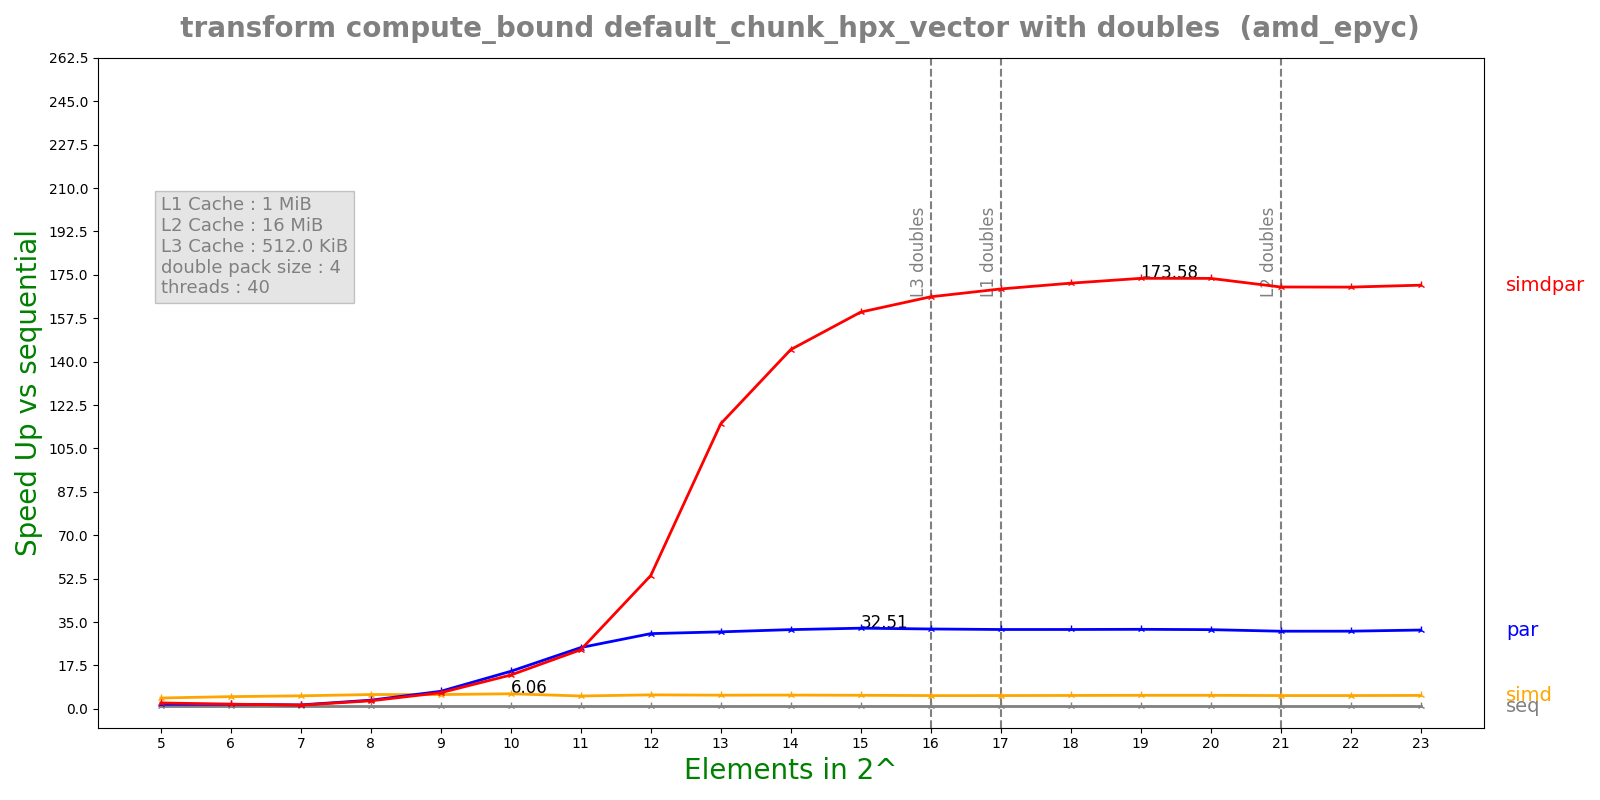 transform compute_bound default_chunk_hpx_vector with doubles  (amd_epyc)
Speed Up vs sequential
262.5
245.0
227.5
210.0
192.5
175.0
157.5
140.0
122.5
105.0
87.5
70.0
52.5
35.0
17.5
0.0
L1 Cache : 1 MiB
L2 Cache : 16 MiB
L3 Cache : 512.0 KiB
double pack size : 4
threads : 40
L3 doubles
L1 doubles
L2 doubles
173.58
32.51
6.06
simdpar
par
simd
seq
5 6 7 8 9 10 11 12 13 14 15 16 17 18 19 20 21 22 23
Elements in 2^